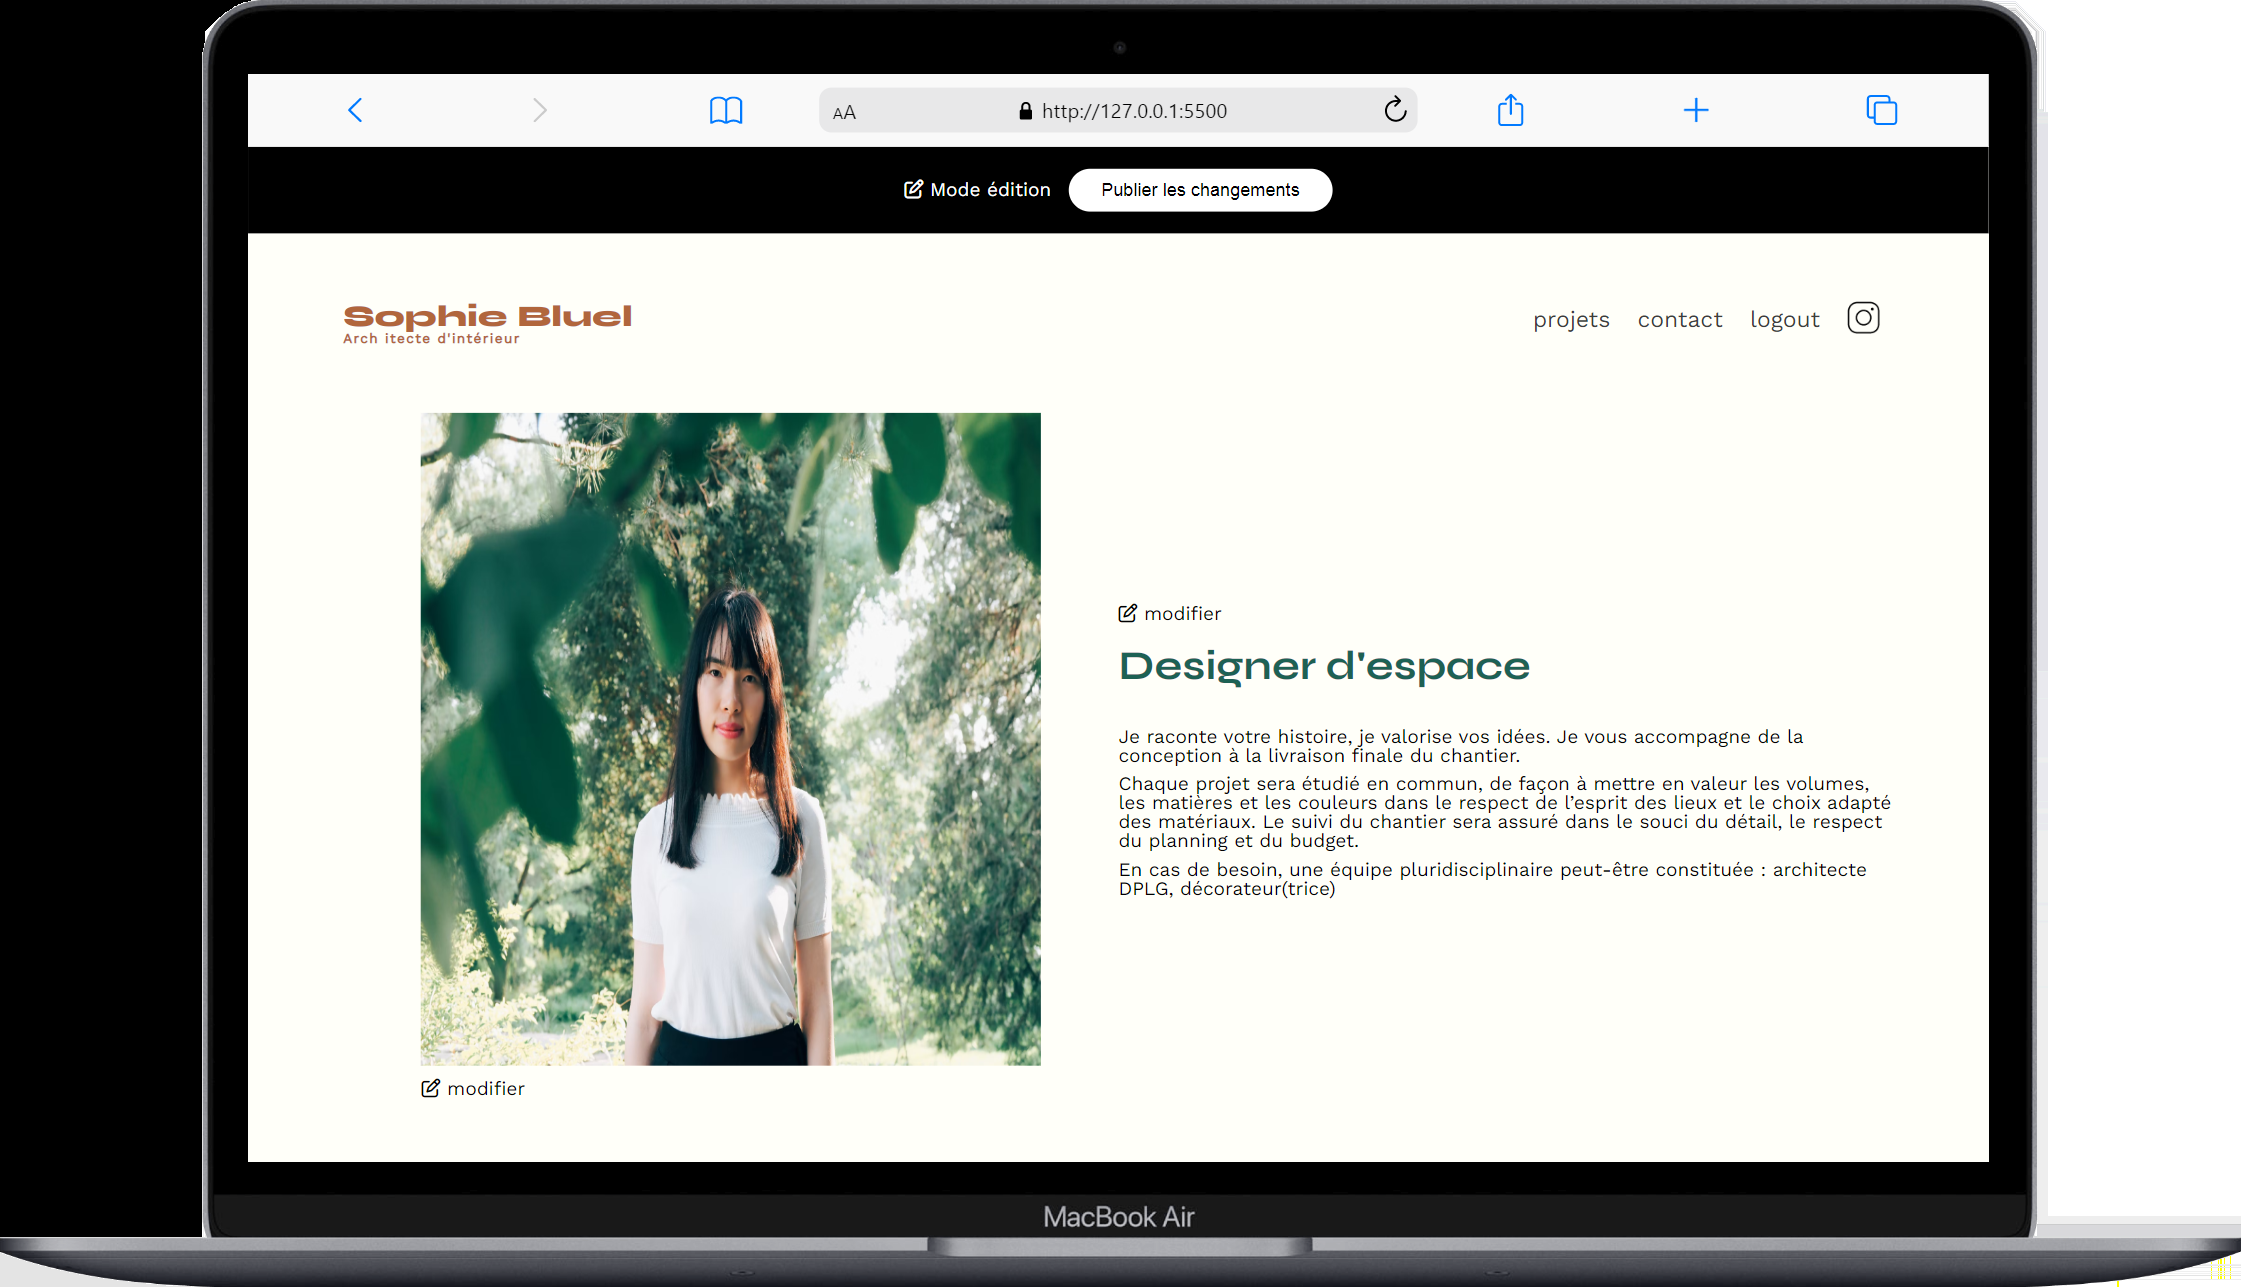 AA
http://127.0.0.1:5500
Mode édition
Publier les changements
Sophie Bluel
Arch itecte d'intérieur
projets contact logout
modifier
Designer d'espace
Je raconte votre histoire, je valorise vos idées. Je vous accompagne de la
conception à la livraison finale du chantier.
Chaque projet sera étudié en commun, de façon à mettre en valeur les volumes,
les matières et les couleurs dans le respect de l’esprit des lieux et le choix adapté
des matériaux. Le suivi du chantier sera assuré dans le souci du détail, le respect
du planning et du budget.
En cas de besoin, une équipe pluridisciplinaire peut-être constituée : architecte
DPLG, décorateur(trice)
modifier
MacBook Air